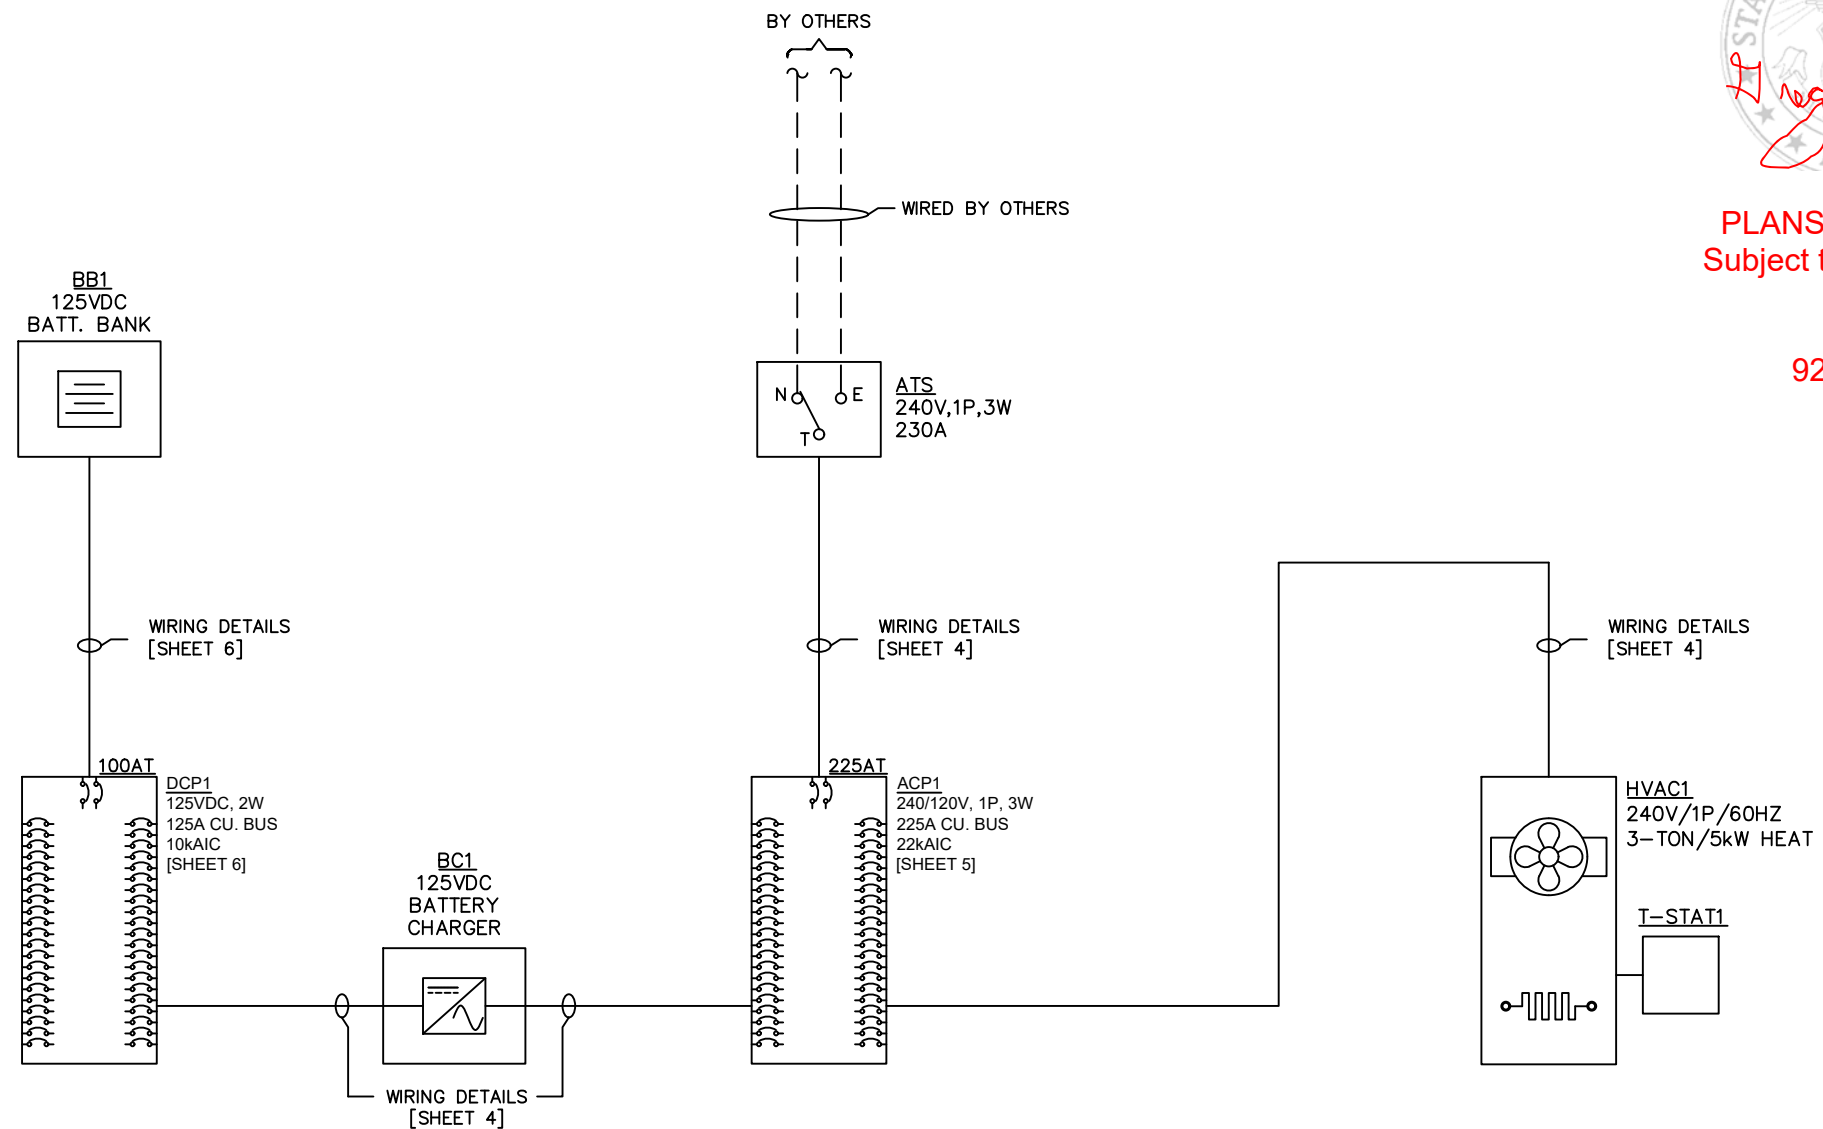 BY OTHERS
STA
PLANS
Subject t
92
WIRED BY OTHERS
BB1
125VDC
BATT. BANK
N
E
T
ATS
240V,1P,3W
230A
WIRING DETAILS
[SHEET 6]
WIRING DETAILS
[SHEET 4]
WIRING DETAILS
[SHEET 4]
100AT
DCP1
125VDC, 2W
125A CU. BUS
10kAIC
[SHEET 6]
BC1
125VDC
BATTERY
CHARGER
225AT
ACP1
240/120V, 1P, 3W
225A CU. BUS
22kAIC
[SHEET 5]
HVAC1
240V/1P/60HZ
3-TON/5kW HEAT
T-STAT1
WIRING DETAILS
[SHEET 4]